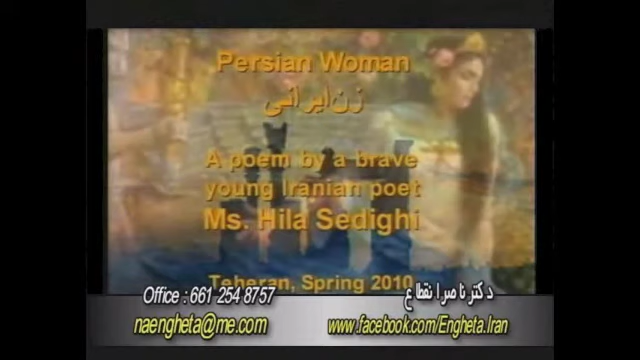 Persian Woman
زن ایرانی
A poem by a brave
young Iranian poet
Ms. Hila Sedighi
Teheran, Spring 2010
Office : 661 254 8757
دکتر ناصر انقطاع
naengheta@me.com
www.facebook.com/Engheta.Iran